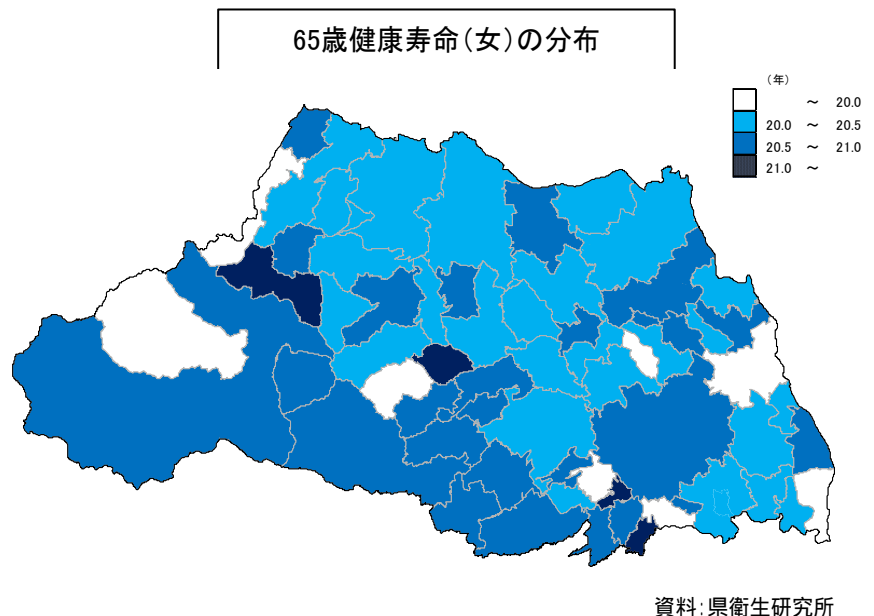 65歳健康寿命(女)の分布
(年)
～ 20.0
20.0 ～ 20.5
20.5 ～ 21.0
21.0 ～
資料:県衛生研究所